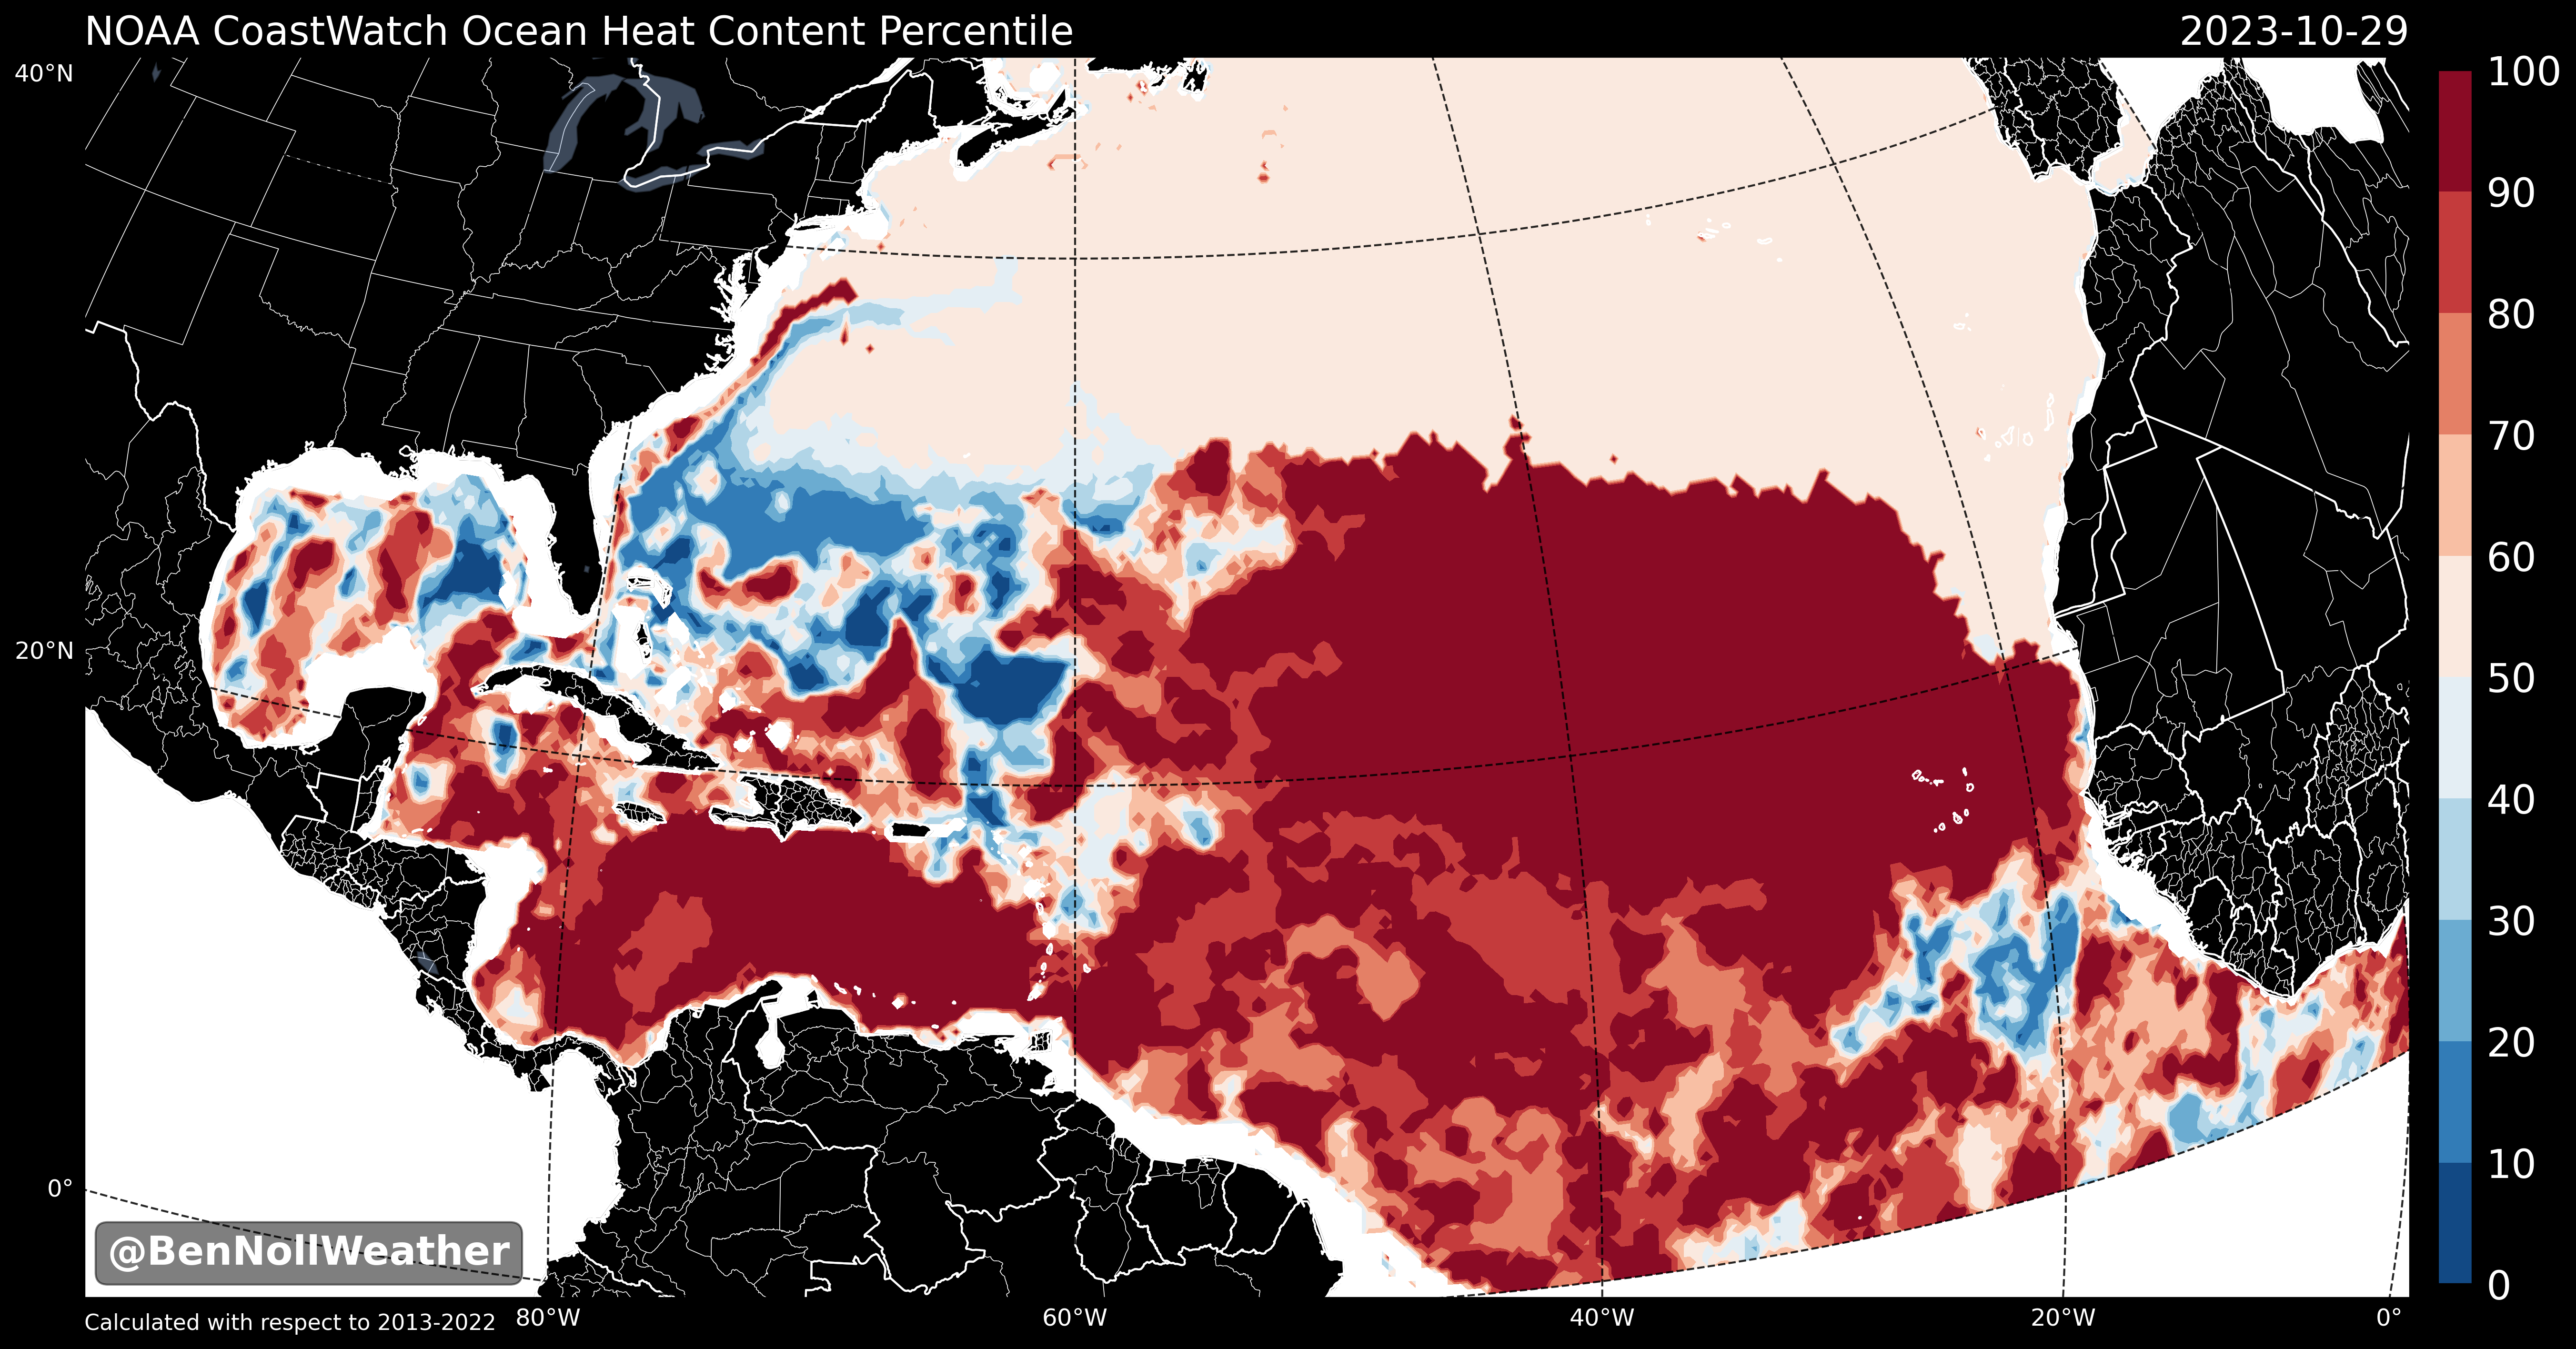 NOAA CoastWatch Ocean Heat Content Percentile
2023-10-29
40°N
20°N
0°
100
90
80
70
60
50
40
30
20
10
0
@BenNollWeather
Calculated with respect to 2013-2022
80°W
60°W
40°W
20°W
0°